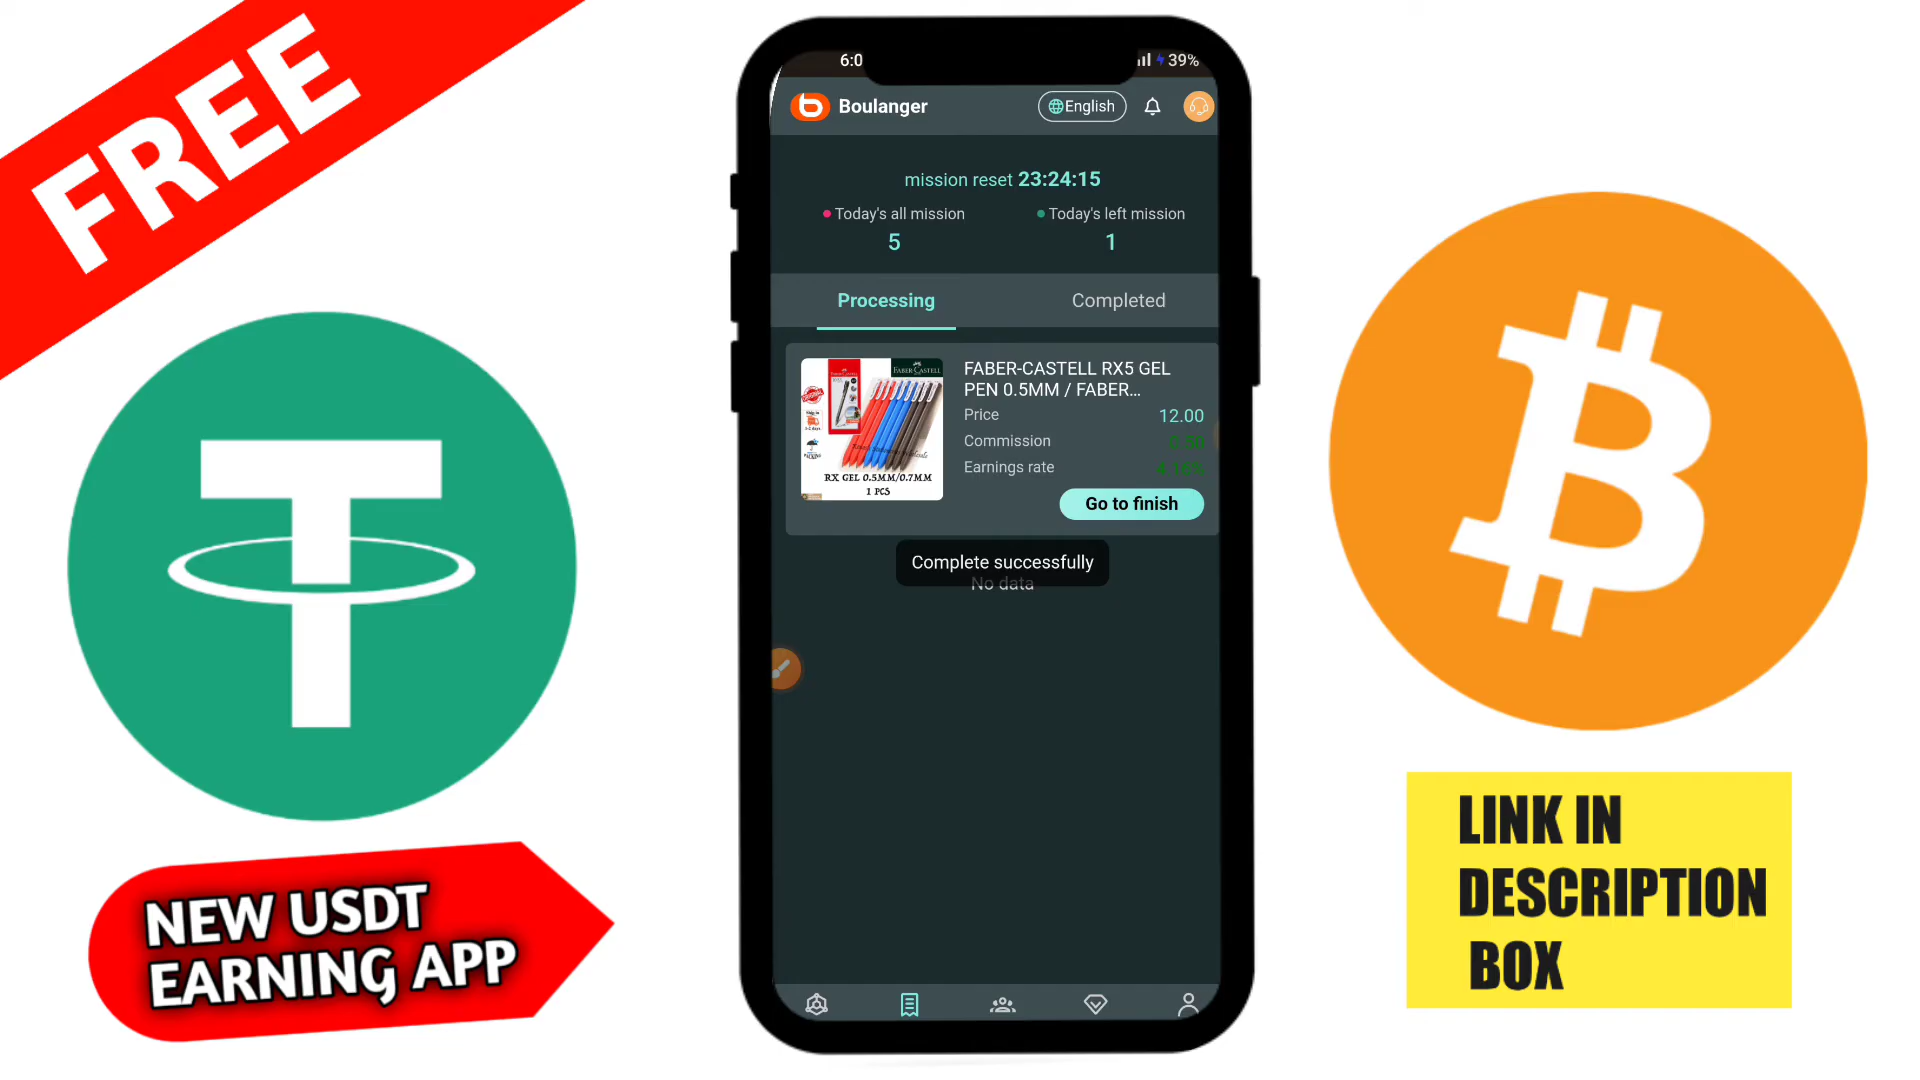 FREE
6:0
39%
Boulanger
English
mission reset 23:24:15
Today's all mission
Today's left mission
5
1
Processing
Completed
FABER-CASTELL
FABER-CASTELL RX5 GEL
PEN 0.5MM / FABER...
Price
12.00
Commission
Earnings rate
RX GEL 0.5MM/0.7MM
1 PCS
Go to finish
Complete successfully
No data
NEW USDT
EARNING APP
LINK IN
DESCRIPTION
BOX